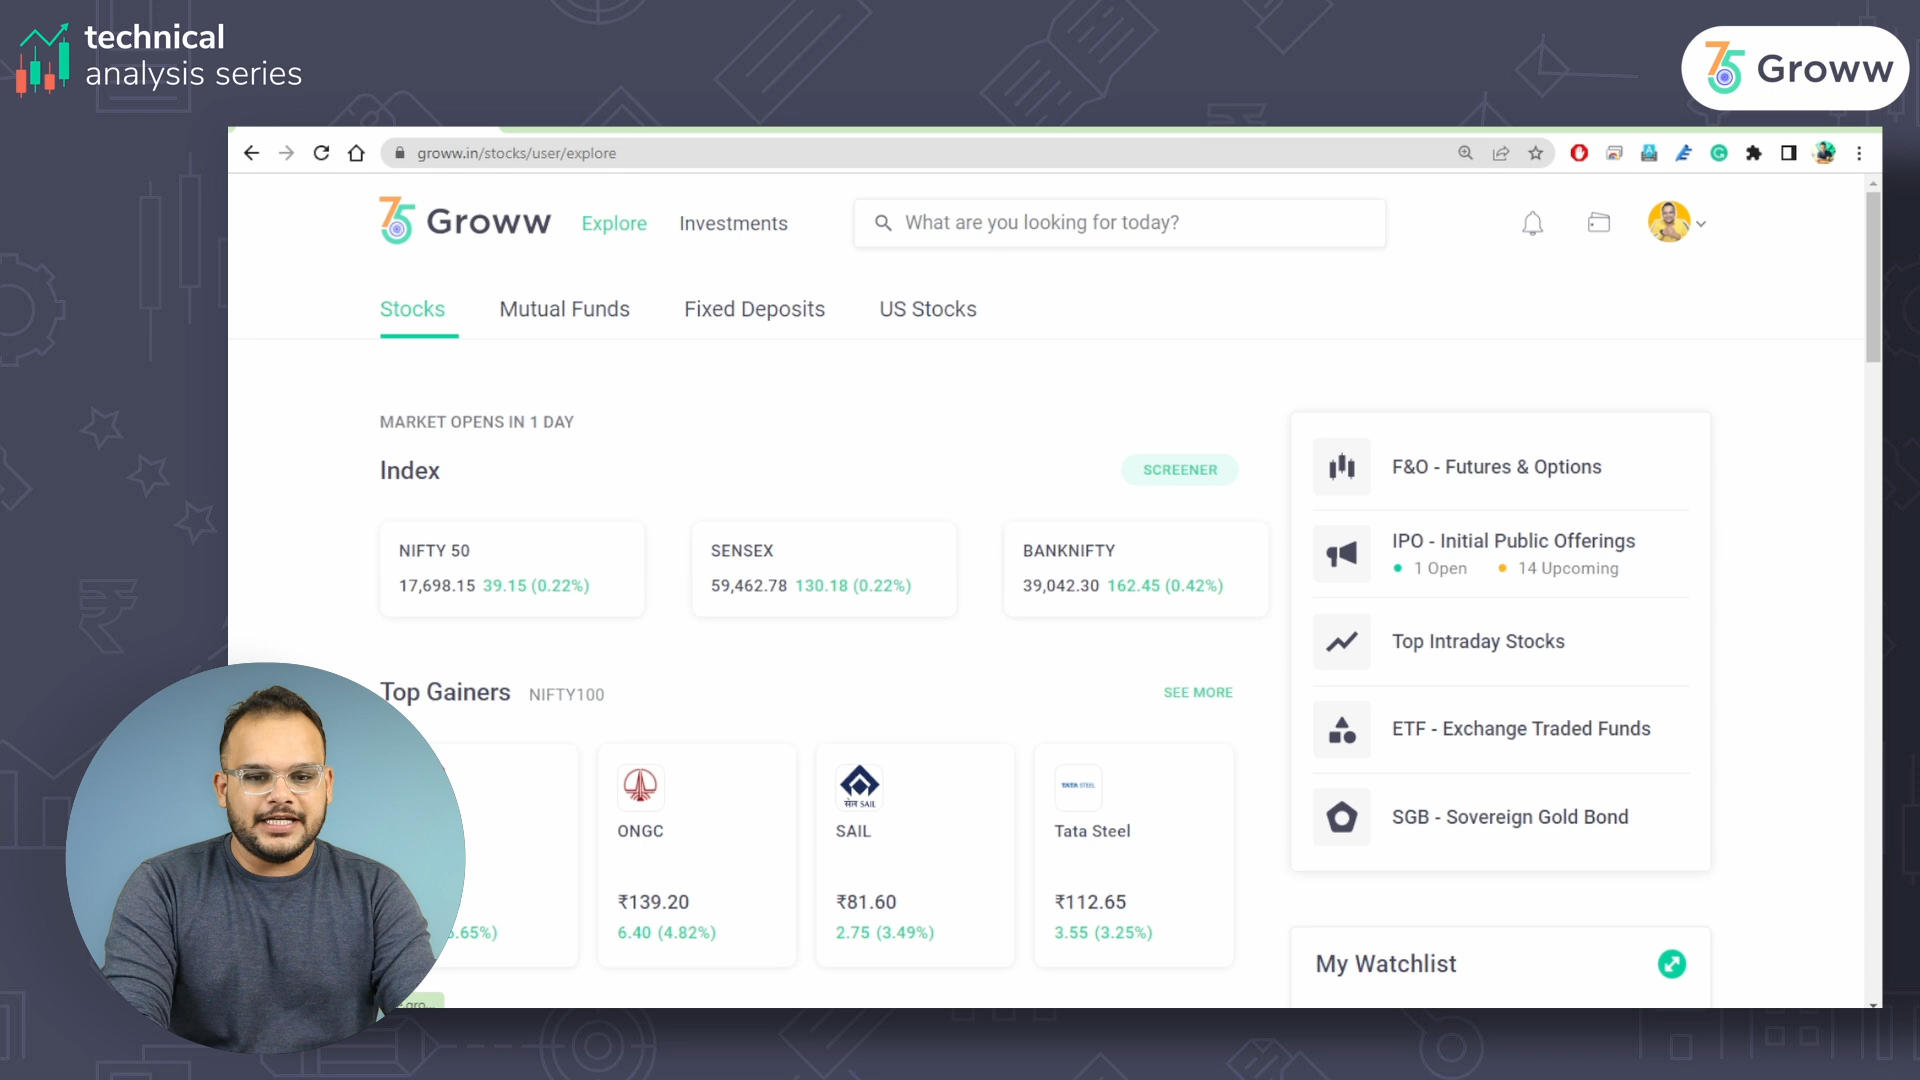 technical
analysis series
75 Groww
groww.in/stocks/user/explore
75 Groww
Explore
Investments
What are you looking for today?
Stocks
Mutual Funds
Fixed Deposits
US Stocks
MARKET OPENS IN 1 DAY
Index
SCREENER
NIFTY 50
17,698.15 39.15 (0.22%)
SENSEX
59,462.78 130.18 (0.22%)
BANKNIFTY
39,042.30 162.45 (0.42%)
Top Gainers NIFTY100
SEE MORE
.65%)
ONGC
₹139.20
6.40 (4.82%)
सेल SAIL
SAIL
₹81.60
2.75 (3.49%)
TATA STEEL
Tata Steel
₹112.65
3.55 (3.25%)
F&O - Futures & Options
IPO - Initial Public Offerings
1 Open
14 Upcoming
Top Intraday Stocks
ETF - Exchange Traded Funds
SGB - Sovereign Gold Bond
My Watchlist